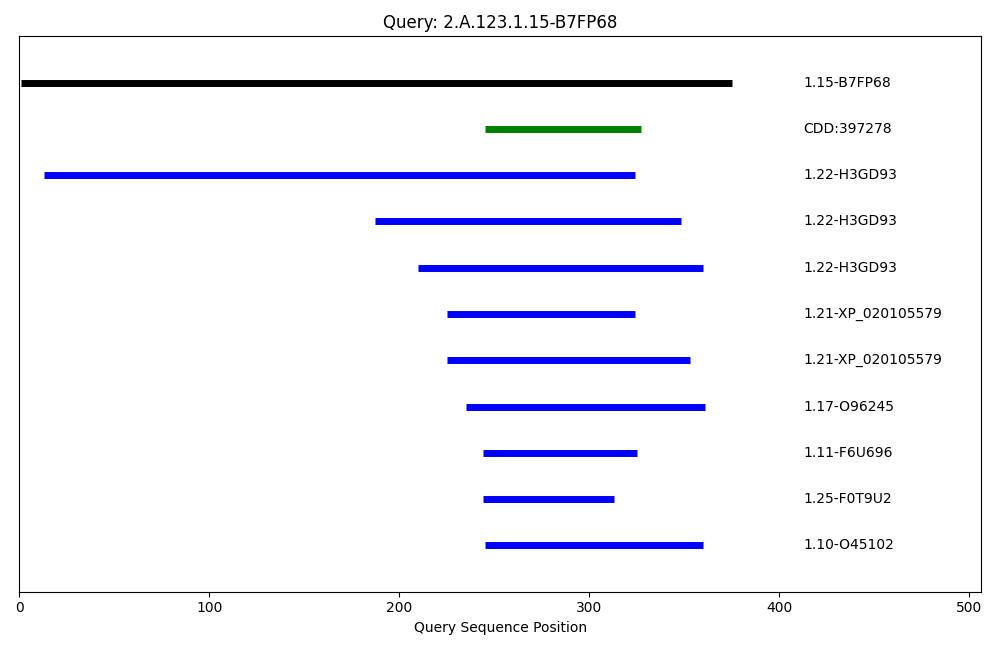 Query: 2.A.123.1.15-B7FP68
1.15-B7FP68
CDD:397278
1.22-H3GD93
1.22-H3GD93
1.22-H3GD93
1.21-XP_020105579
1.21-XP_020105579
1.17-O96245
1.11-F6U696
1.25-F0T9U2
1.10-O45102
0 100 200 300 400 500
Query Sequence Position